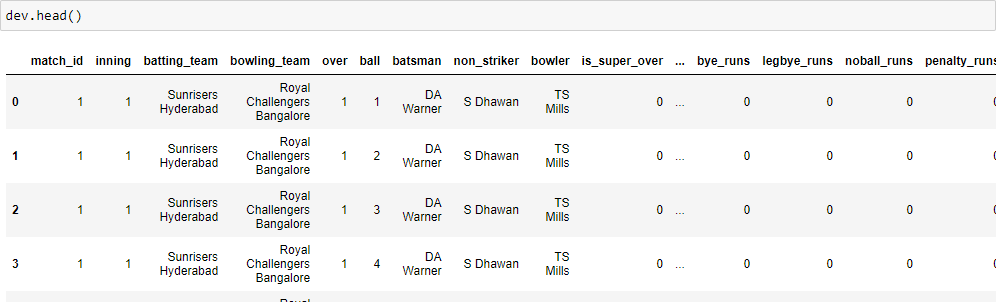 dev.head()
match_id inning batting_team bowling_team over ball batsman non_striker bowler is_super_over ... bye_runs legbye_runs noball_runs penalty_runs
0 1 1 Sunrisers Hyderabad Royal Challengers Bangalore 1 1 DA Warner S Dhawan TS Mills 0 ... 0 0 0 0
1 1 1 Sunrisers Hyderabad Royal Challengers Bangalore 1 2 DA Warner S Dhawan TS Mills 0 ... 0 0 0 0
2 1 1 Sunrisers Hyderabad Royal Challengers Bangalore 1 3 DA Warner S Dhawan TS Mills 0 ... 0 0 0 0
3 1 1 Sunrisers Hyderabad Royal Challengers Bangalore 1 4 DA Warner S Dhawan TS Mills 0 ... 0 0 0 0
Royal